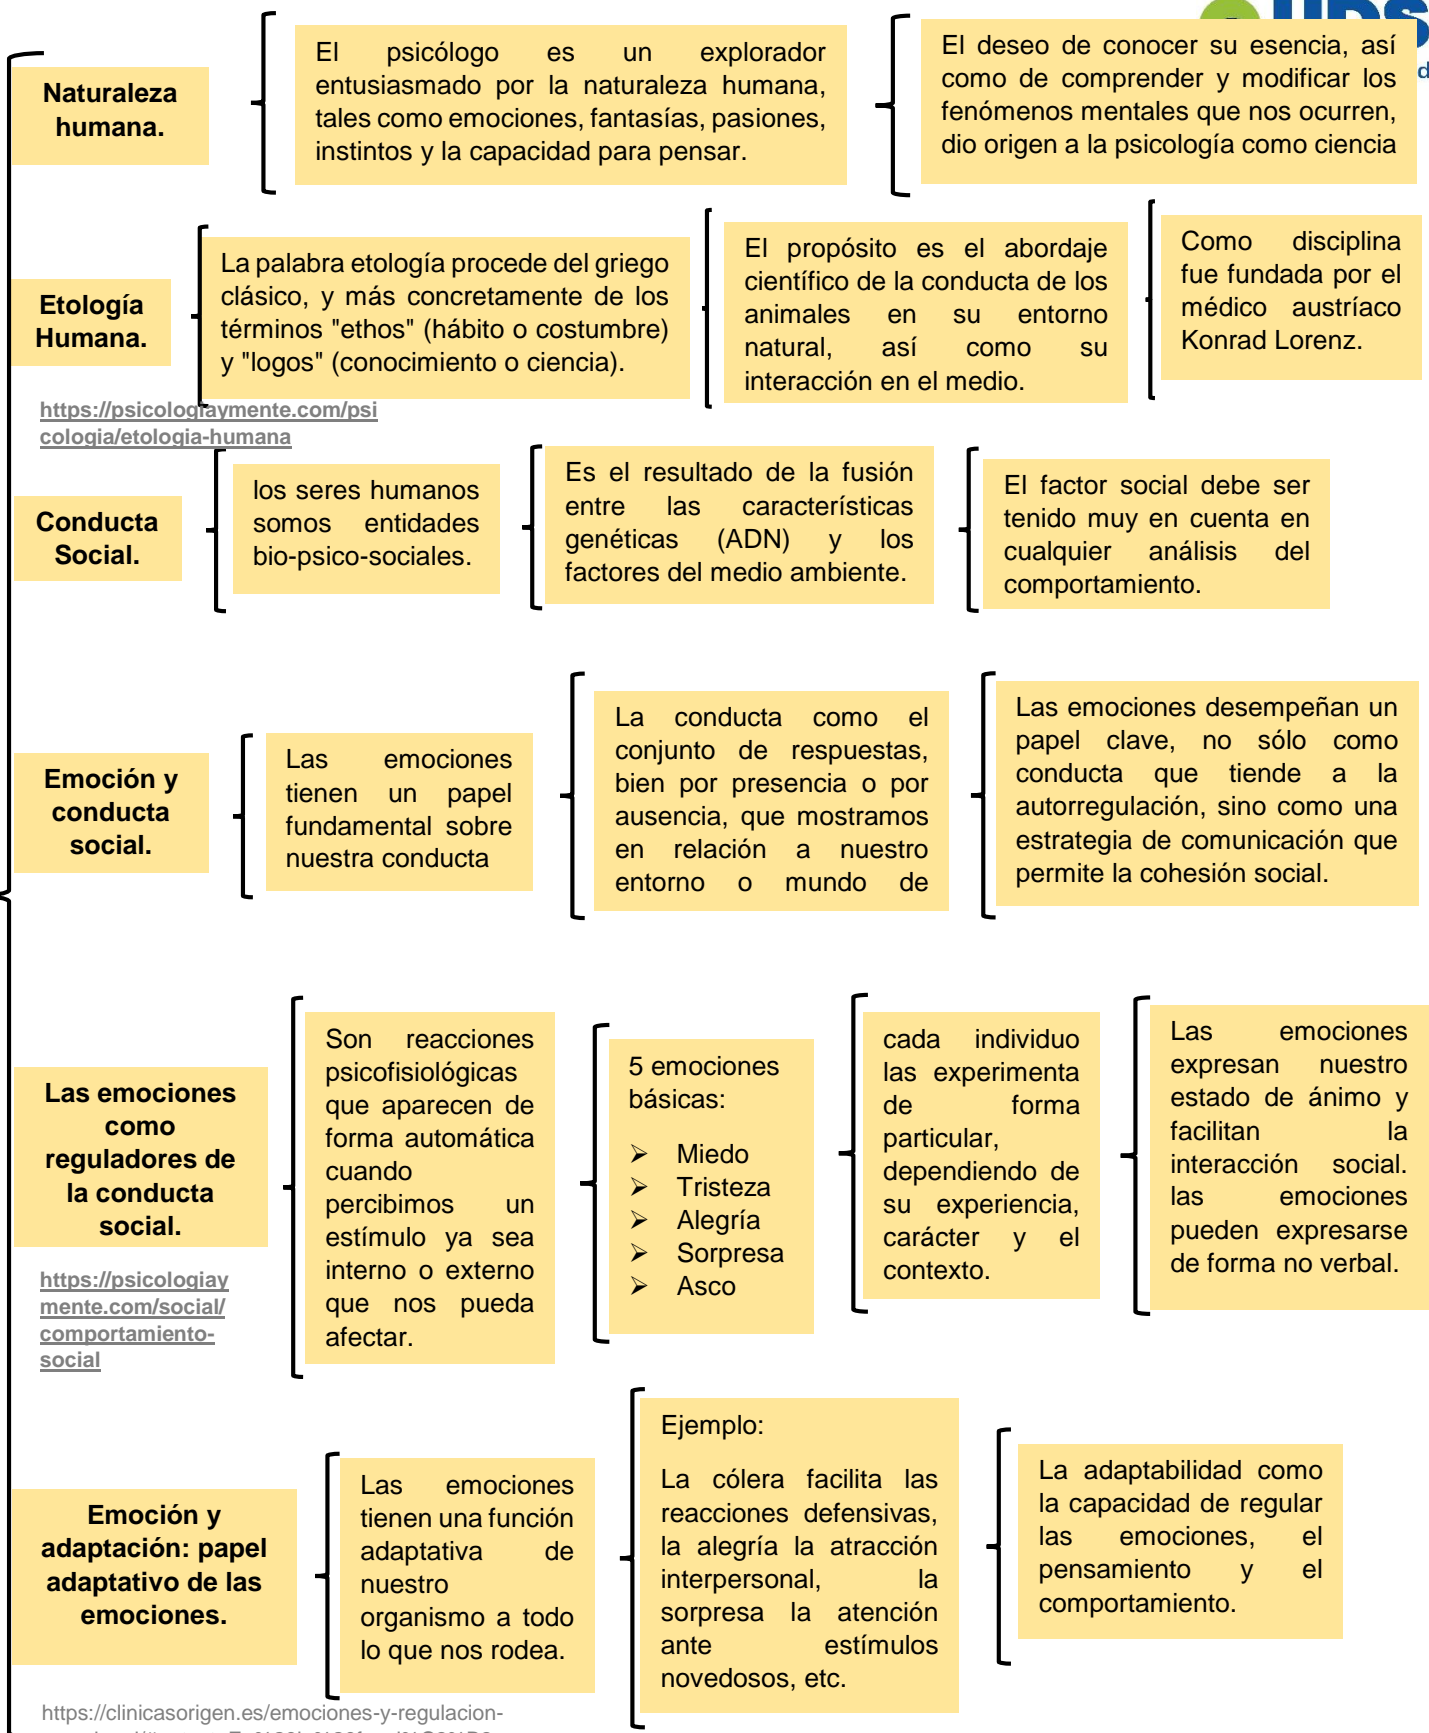 UDS
Naturaleza
humana.
El psicólogo es un explorador
entusiasmado por la naturaleza humana,
tales como emociones, fantasías, pasiones,
instintos y la capacidad para pensar.
El deseo de conocer su esencia, así
como de comprender y modificar los
fenómenos mentales que nos ocurren,
dio origen a la psicología como ciencia
Etología
Humana.
La palabra etología procede del griego
clásico, y más concretamente de los
términos "ethos" (hábito o costumbre)
y "logos" (conocimiento o ciencia).
El propósito es el abordaje
científico de la conducta de los
animales en su entorno
natural, así como su
interacción en el medio.
Como disciplina
fue fundada por el
médico austríaco
Konrad Lorenz.
https://psicologiaymente.com/psi
cologia/etologia-humana
Conducta
Social.
los seres humanos
somos entidades
bio-psico-sociales.
Es el resultado de la fusión
entre las características
genéticas (ADN) y los
factores del medio ambiente.
El factor social debe ser
tenido muy en cuenta en
cualquier análisis del
comportamiento.
Emoción y
conducta
social.
Las emociones
tienen un papel
fundamental sobre
nuestra conducta
La conducta como el
conjunto de respuestas,
bien por presencia o por
ausencia, que mostramos
en relación a nuestro
entorno o mundo de
Las emociones desempeñan un
papel clave, no sólo como
conducta que tiende a la
autorregulación, sino como una
estrategia de comunicación que
permite la cohesión social.
Las emociones
como
reguladores de
la conducta
social.
https://psicologiay
mente.com/social/
comportamiento-
social
Son reacciones
psicofisiológicas
que aparecen de
forma automática
cuando
percibimos un
estímulo ya sea
interno o externo
que nos pueda
afectar.
5 emociones
básicas:
➢ Miedo
➢ Tristeza
➢ Alegría
➢ Sorpresa
➢ Asco
cada individuo
las experimenta
de forma
particular,
dependiendo de
su experiencia,
carácter y el
contexto.
Las emociones
expresan nuestro
estado de ánimo y
facilitan la
interacción social.
las emociones
pueden expresarse
de forma no verbal.
Emoción y
adaptación: papel
adaptativo de las
emociones.
Las emociones
tienen una función
adaptativa de
nuestro
organismo a todo
lo que nos rodea.
Ejemplo:
La cólera facilita las
reacciones defensivas,
la alegría la atracción
interpersonal, la
sorpresa la atención
ante estímulos
novedosos, etc.
La adaptabilidad como
la capacidad de regular
las emociones, el
pensamiento y el
comportamiento.
https://clinicasorigen.es/emociones-y-regulacion-